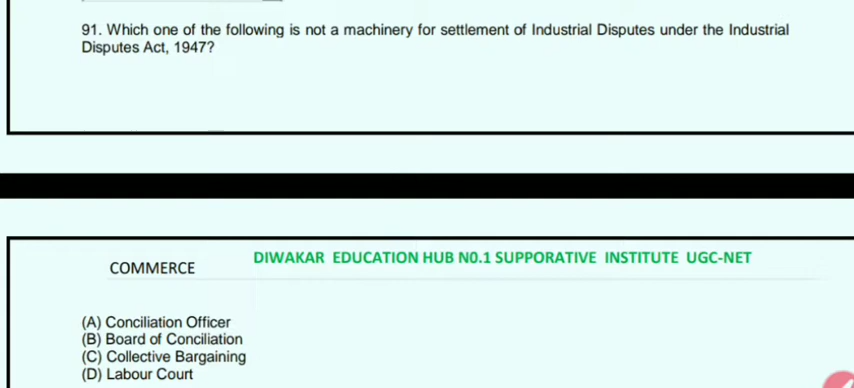 91. Which one of the following is not a machinery for settlement of Industrial Disputes under the Industrial
Disputes Act, 1947?
COMMERCE
DIWAKAR EDUCATION HUB N0.1 SUPPORATIVE INSTITUTE UGC-NET
(A) Conciliation Officer
(B) Board of Conciliation
(C) Collective Bargaining
(D) Labour Court